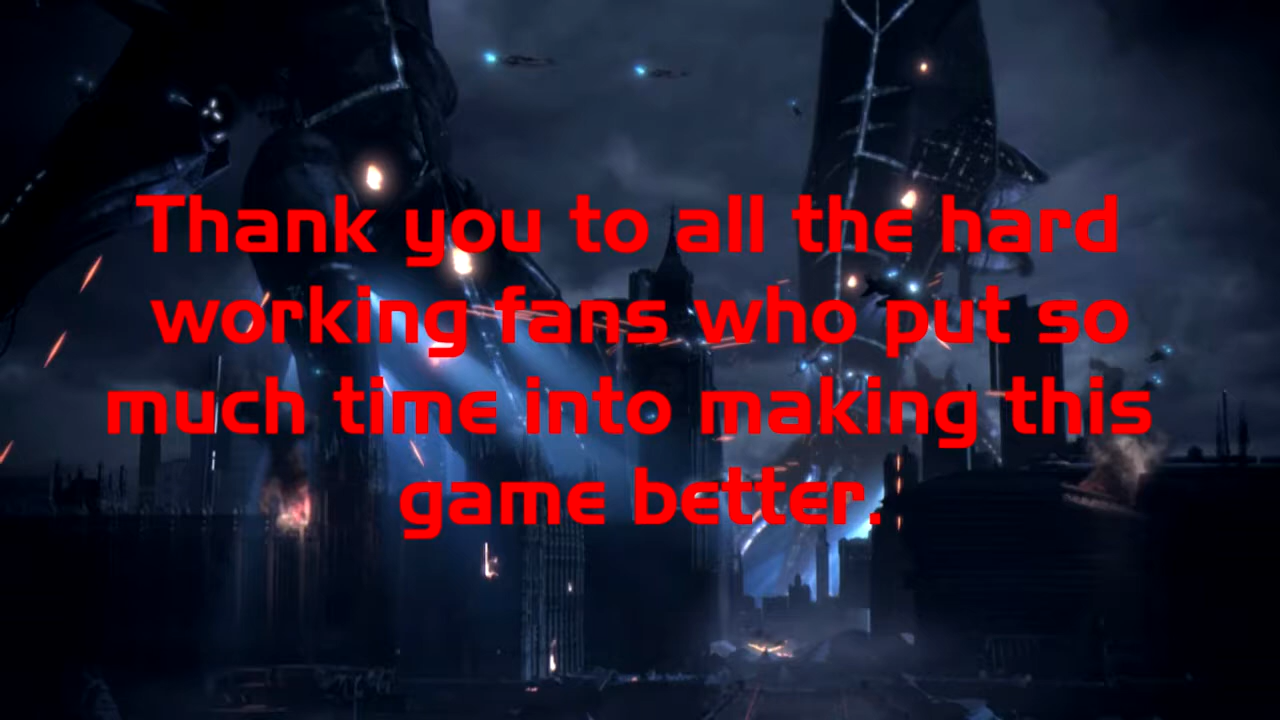 Thank you to all the hard
working fans who put so
much time into making this
game better.